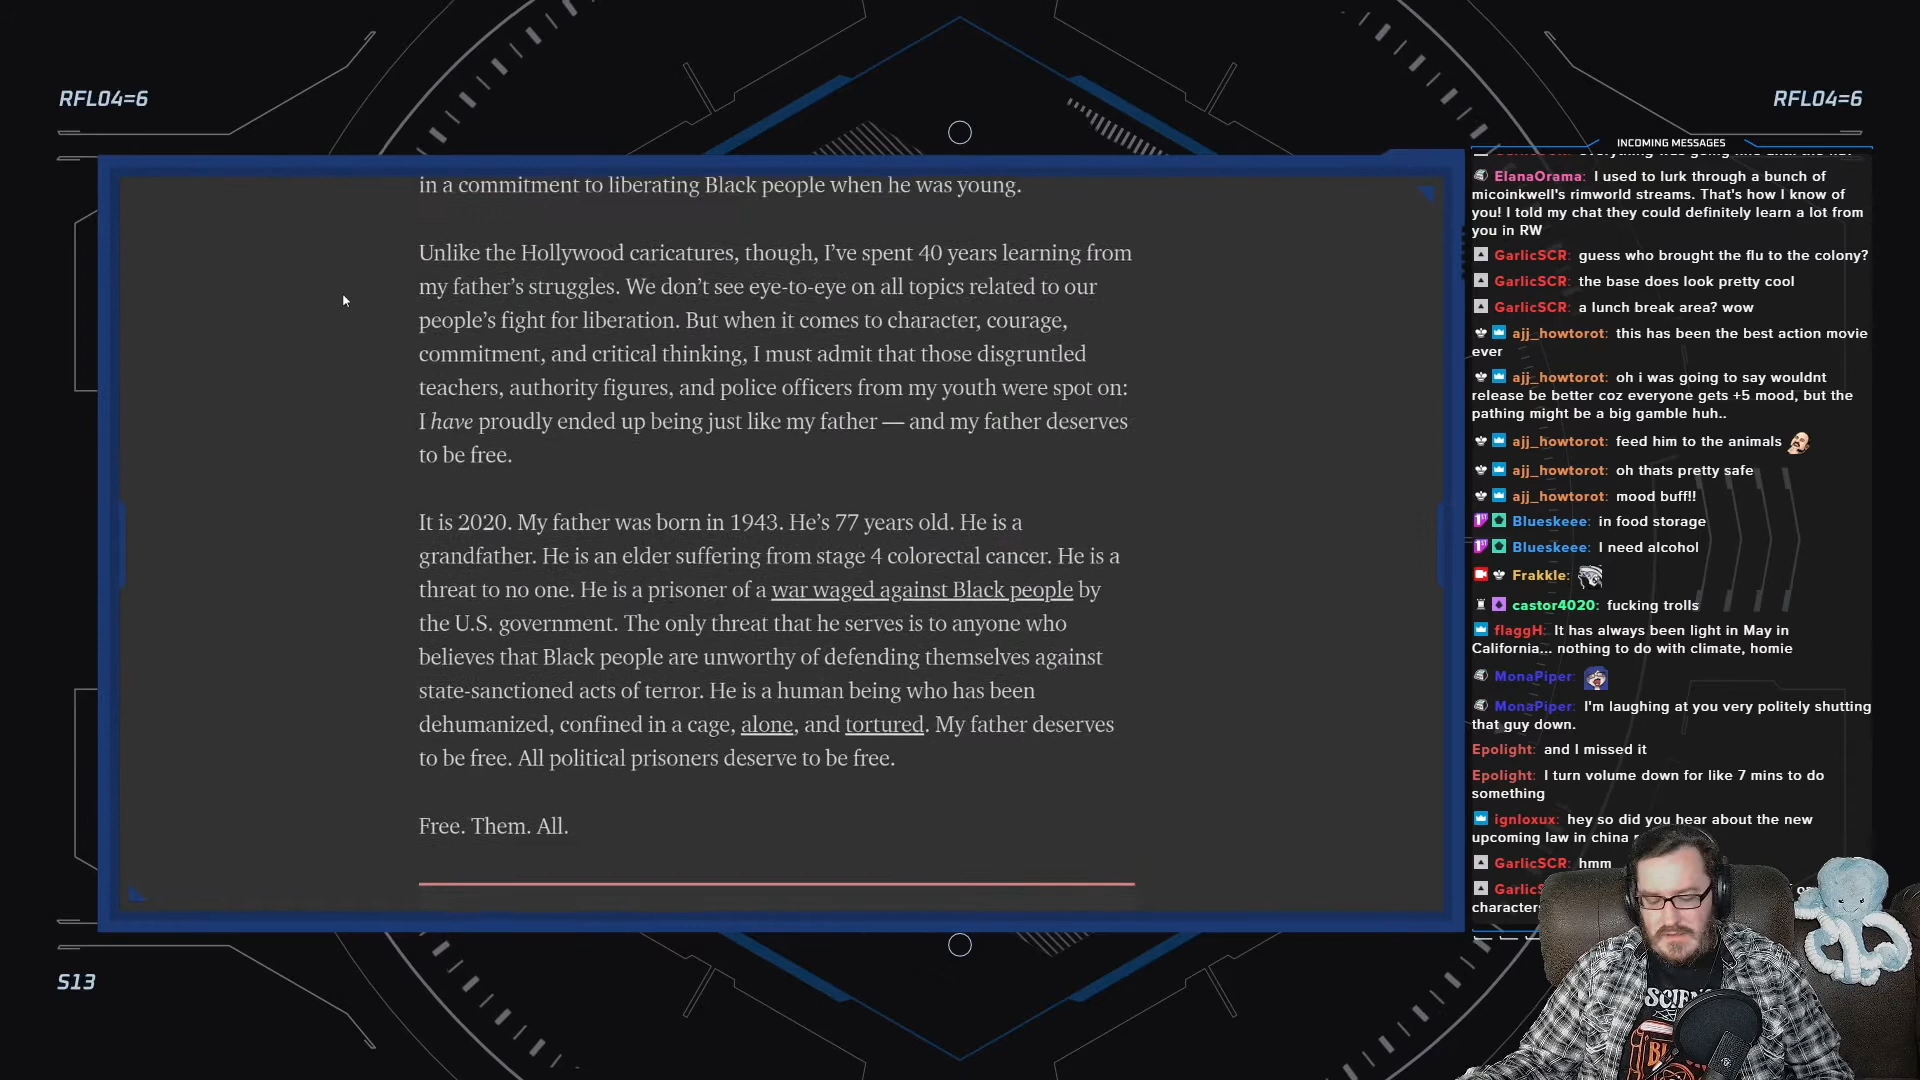 RFL04=6
RFL04=6
INCOMING MESSAGES
in a commitment to liberating Black people when he was young.
Unlike the Hollywood caricatures, though, I’ve spent 40 years learning from
my father’s struggles. We don’t see eye-to-eye on all topics related to our
people’s fight for liberation. But when it comes to character, courage,
commitment, and critical thinking, I must admit that those disgruntled
teachers, authority figures, and police officers from my youth were spot on:
I have proudly ended up being just like my father — and my father deserves
to be free.
It is 2020. My father was born in 1943. He’s 77 years old. He is a
grandfather. He is an elder suffering from stage 4 colorectal cancer. He is a
threat to no one. He is a prisoner of a war waged against Black people by
the U.S. government. The only threat that he serves is to anyone who
believes that Black people are unworthy of defending themselves against
state-sanctioned acts of terror. He is a human being who has been
dehumanized, confined in a cage, alone, and tortured. My father deserves
to be free. All political prisoners deserve to be free.
Free. Them. All.
ElanaOrama: I used to lurk through a bunch of
micoinkwell's rimworld streams. That's how I know of
you! I told my chat they could definitely learn a lot from
you in RW
GarlicSCR: guess who brought the flu to the colony?
GarlicSCR: the base does look pretty cool
GarlicSCR: a lunch break area? wow
ajj_howtorot: this has been the best action movie
ever
ajj_howtorot: oh i was going to say wouldnt
release be better coz everyone gets +5 mood, but the
pathing might be a big gamble huh..
ajj_howtorot: feed him to the animals
ajj_howtorot: oh thats pretty safe
ajj_howtorot: mood buff!!
Blueskeee: in food storage
Blueskeee: I need alcohol
Frakkle:
castor4020: fucking trolls
flaggH: It has always been light in May in
California... nothing to do with climate, homie
MonaPiper:
MonaPiper: I'm laughing at you very politely shutting
that guy down.
Epolight: and I missed it
Epolight: I turn volume down for like 7 mins to do
something
ignloxux: hey so did you hear about the new
upcoming law in china
GarlicSCR: hmm
character
S13